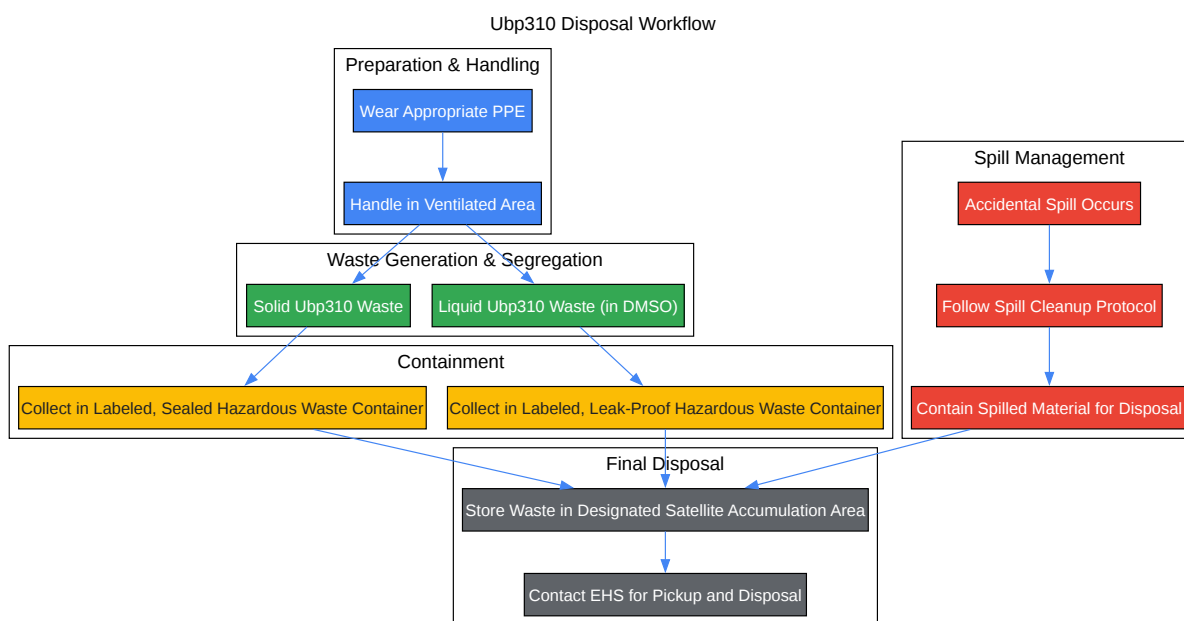 Ubp310 Disposal Workflow
Preparation & Handling
Wear Appropriate PPE
Handle in Ventilated Area
Waste Generation & Segregation
Solid Ubp310 Waste
Liquid Ubp310 Waste (in DMSO)
Containment
Collect in Labeled, Sealed Hazardous Waste Container
Collect in Labeled, Leak-Proof Hazardous Waste Container
Spill Management
Accidental Spill Occurs
Follow Spill Cleanup Protocol
Contain Spilled Material for Disposal
Final Disposal
Store Waste in Designated Satellite Accumulation Area
Contact EHS for Pickup and Disposal